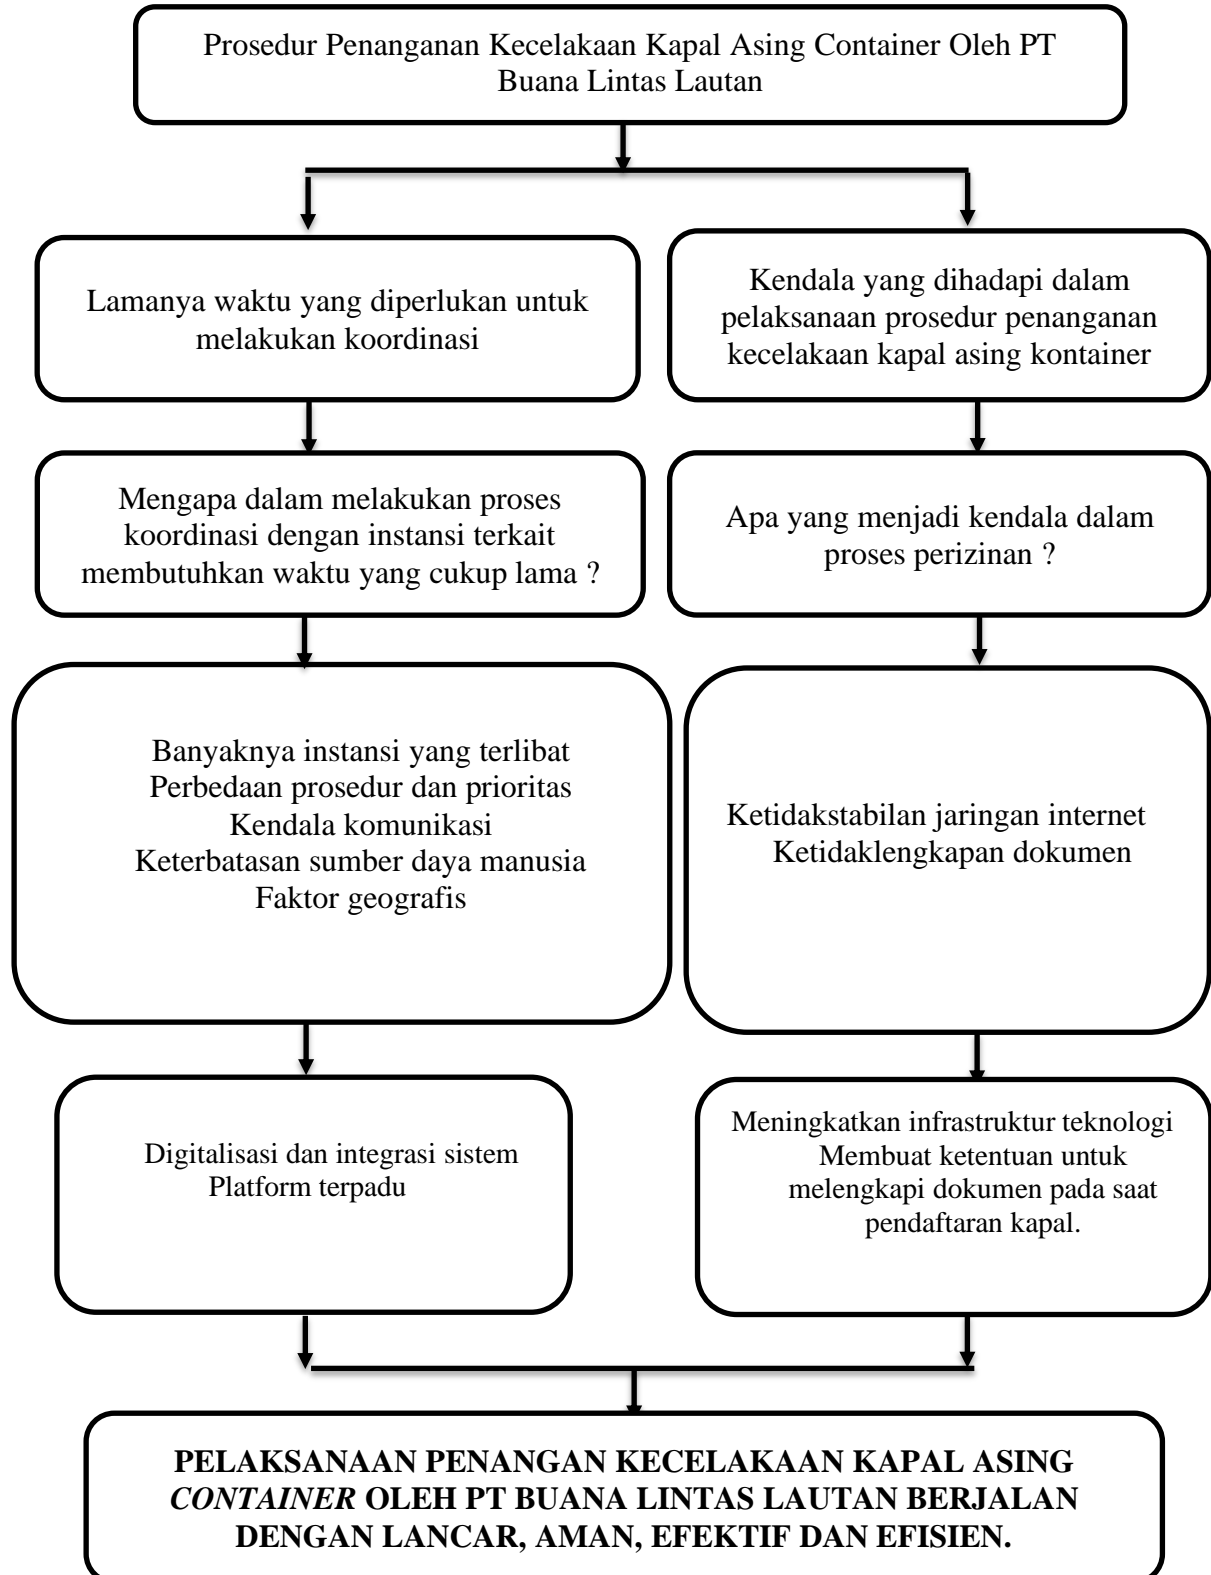 Prosedur Penanganan Kecelakaan Kapal Asing Container Oleh PT
Buana Lintas Lautan
Lamanya waktu yang diperlukan untuk
melakukan koordinasi
Kendala yang dihadapi dalam
pelaksanaan prosedur penanganan
kecelakaan kapal asing kontainer
Mengapa dalam melakukan proses
koordinasi dengan instansi terkait
membutuhkan waktu yang cukup lama ?
Apa yang menjadi kendala dalam
proses perizinan ?
Banyaknya instansi yang terlibat
Perbedaan prosedur dan prioritas
Kendala komunikasi
Keterbatasan sumber daya manusia
Faktor geografis
Ketidakstabilan jaringan internet
Ketidaklengkapan dokumen
Digitalisasi dan integrasi sistem
Platform terpadu
Meningkatkan infrastruktur teknologi
Membuat ketentuan untuk
melengkapi dokumen pada saat
pendaftaran kapal.
PELAKSANAAN PENANGAN KECELAKAAN KAPAL ASING
CONTAINER OLEH PT BUANA LINTAS LAUTAN BERJALAN
DENGAN LANCAR, AMAN, EFEKTIF DAN EFISIEN.